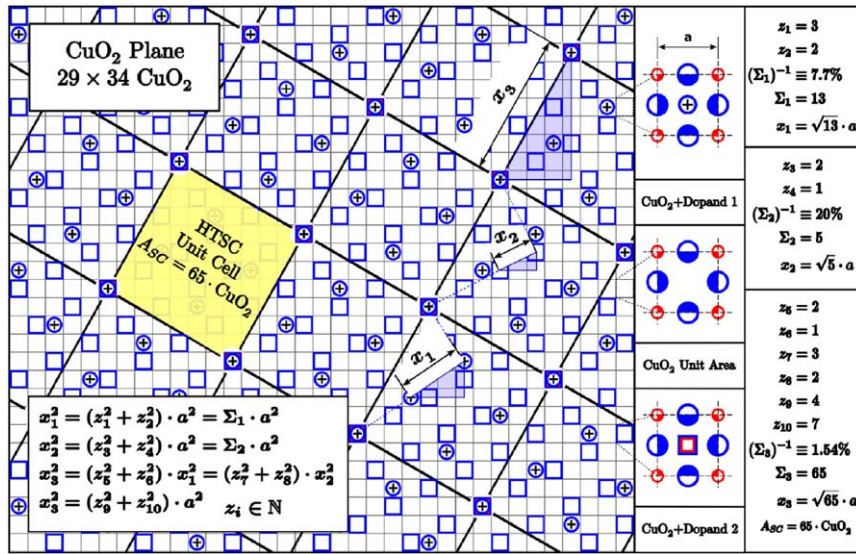 CuO₂ Plane
29 × 34 CuO₂
HTSC
Unit Cell
A_SC = 65 · CuO₂
x₃
x₂
x₁
x₁² = (z₁² + z₂²) · a² = Σ₁ · a²
x₂² = (z₃² + z₄²) · a² = Σ₂ · a²
x₃² = (z₅² + z₆²) · x₁² = (z₇² + z₈²) · x₂²
x₃² = (z₉² + z₁₀²) · a² zᵢ ∈ ℕ
a
CuO₂+Dopand 1
CuO₂ Unit Area
CuO₂+Dopand 2
z₁ = 3
z₂ = 2
(Σ₁)⁻¹ ≡ 7.7%
Σ₁ = 13
x₁ = √13 · a
z₃ = 2
z₄ = 1
(Σ₂)⁻¹ ≡ 20%
Σ₂ = 5
x₂ = √5 · a
z₅ = 2
z₆ = 1
z₇ = 3
z₈ = 2
z₉ = 4
z₁₀ = 7
(Σ₃)⁻¹ ≡ 1.54%
Σ₃ = 65
x₃ = √65 · a
A_SC = 65 · CuO₂